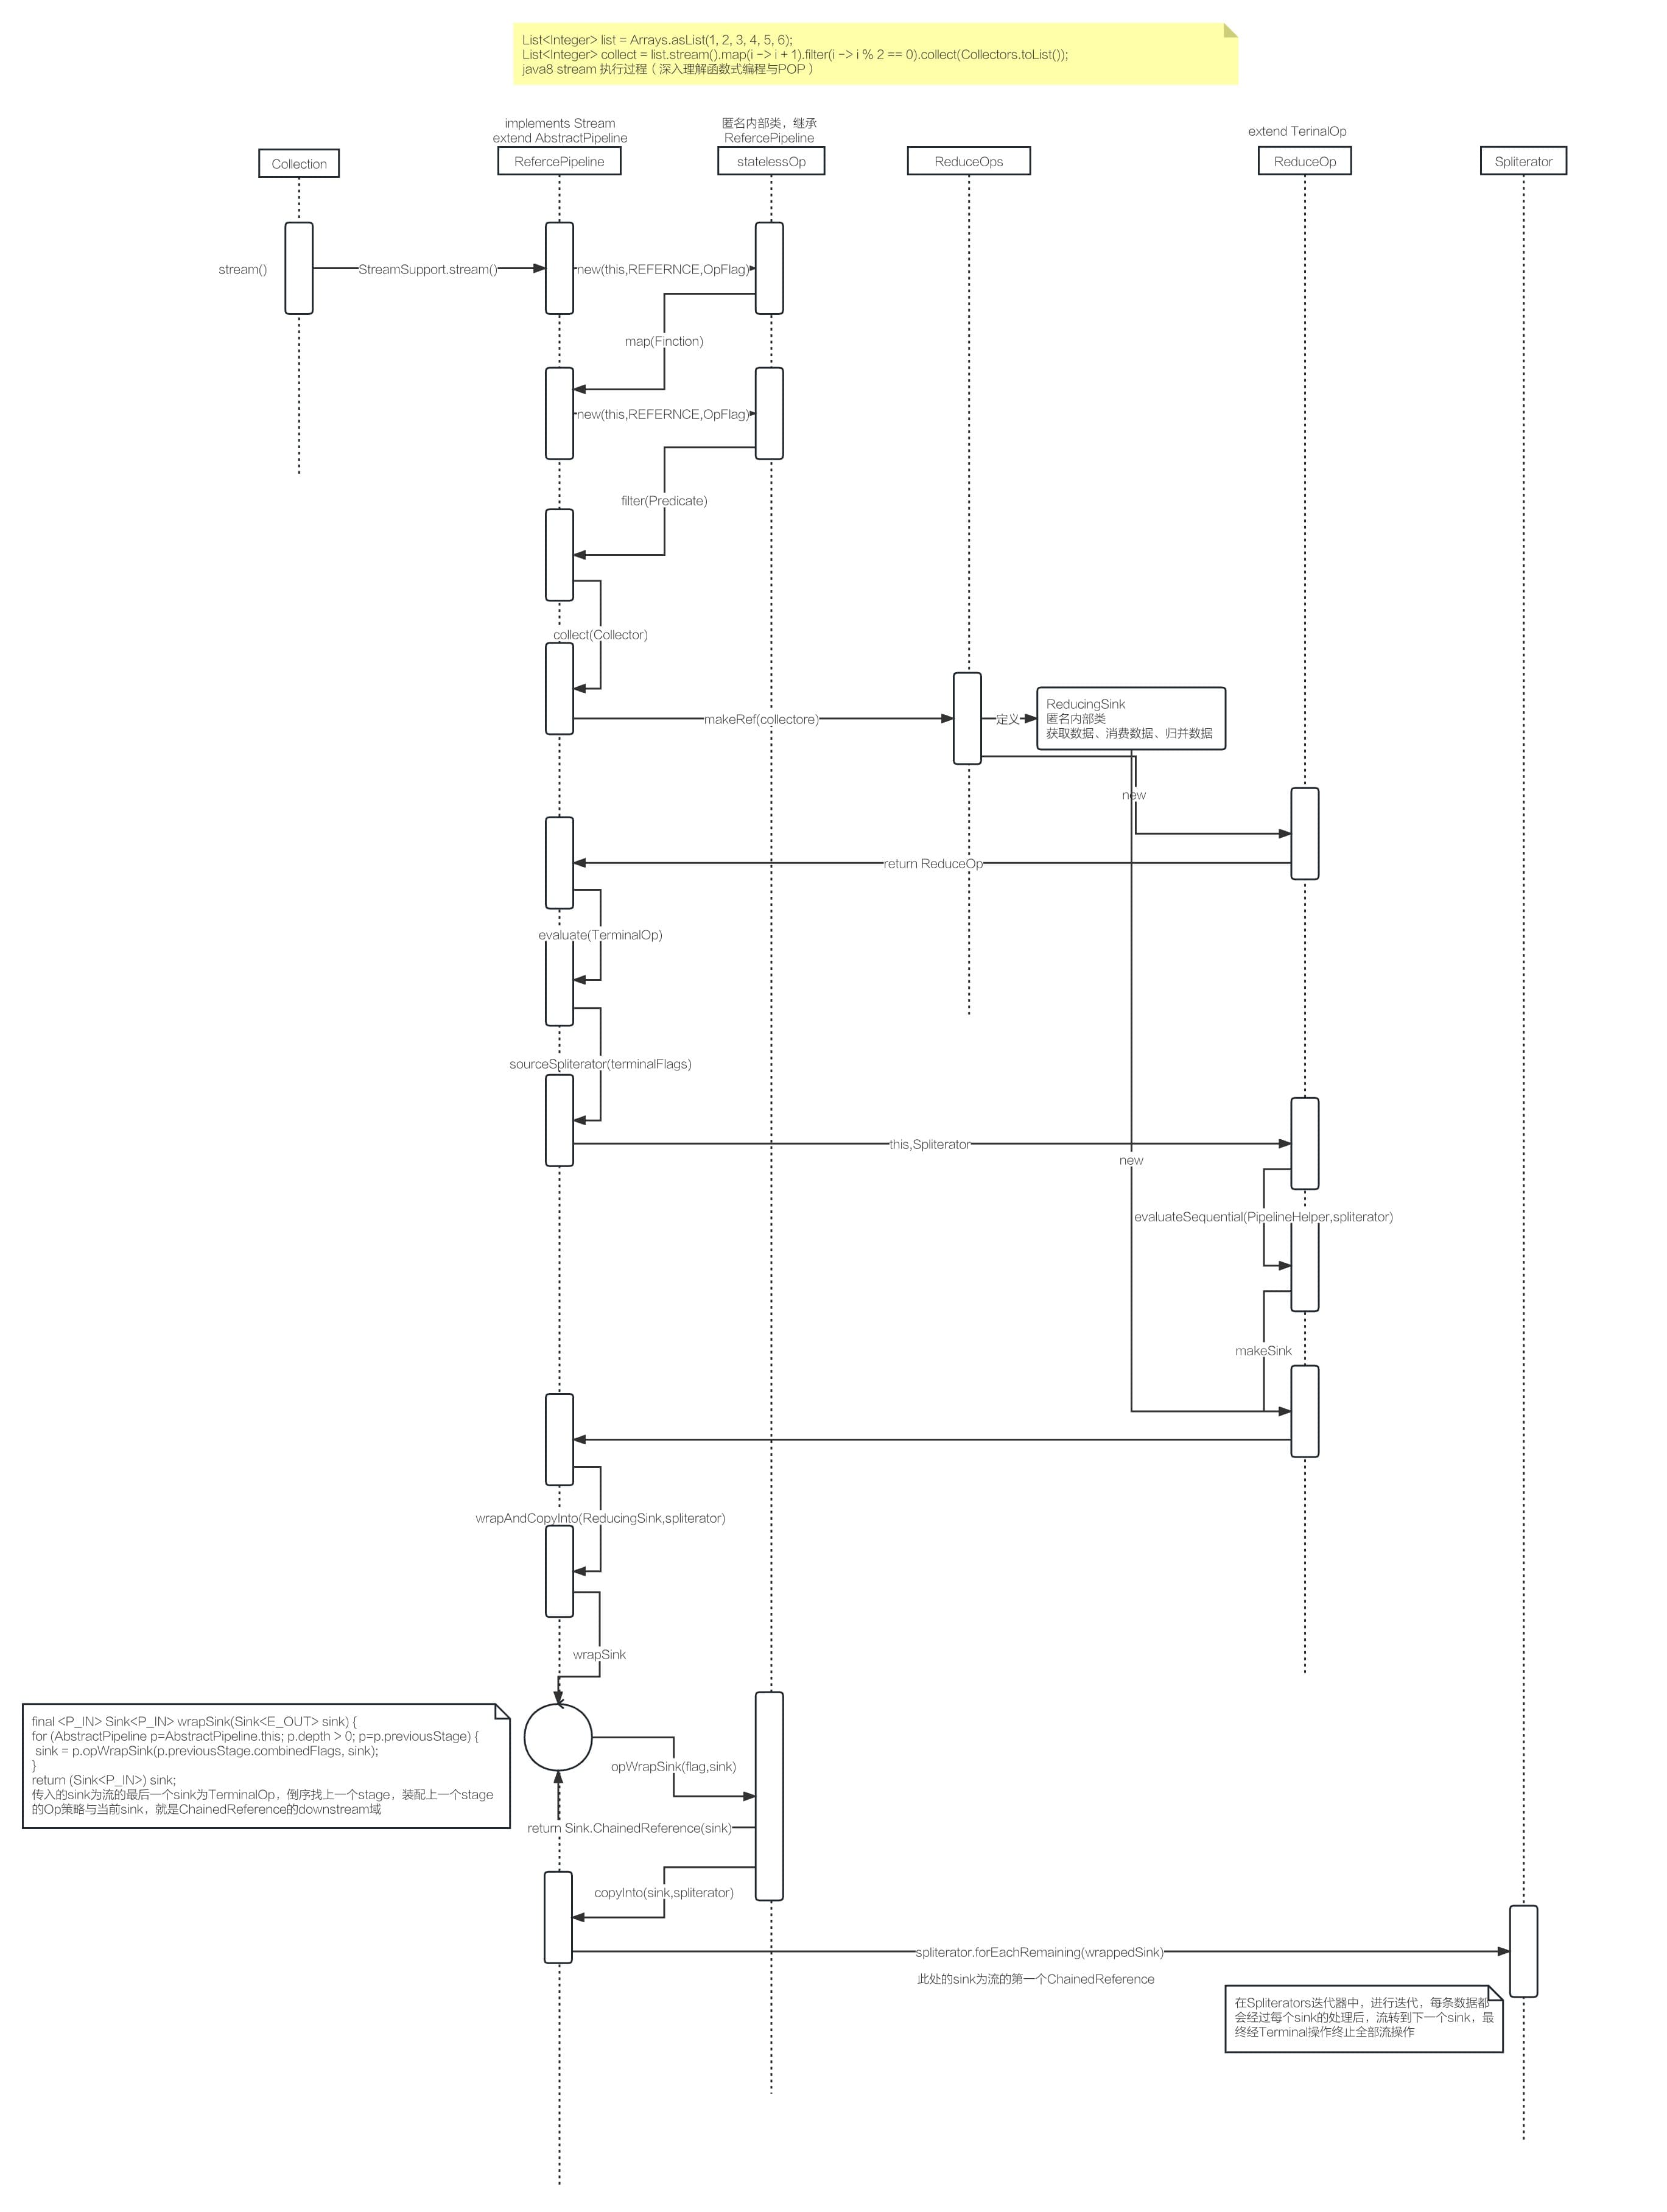 List<Integer> list = Arrays.asList(1, 2, 3, 4, 5, 6);
List<Integer> collect = list.stream().map(i -> i + 1).filter(i -> i % 2 == 0).collect(Collectors.toList());
java8 stream 执行过程（深入理解函数式编程与POP）
implements Stream
extend AbstractPipeline
匿名内部类，继承
RefercePipeline
extend TerinalOp
Collection
RefercePipeline
statelessOp
ReduceOps
ReduceOp
Spliterator
stream()
StreamSupport.stream()
new(this,REFERNCE,OpFlag)
map(Finction)
new(this,REFERNCE,OpFlag)
filter(Predicate)
collect(Collector)
makeRef(collectore)
定义
ReducingSink
匿名内部类
获取数据、消费数据、归并数据
new
return ReduceOp
evaluate(TerminalOp)
sourceSpliterator(terminalFlags)
this,Spliterator
new
evaluateSequential(PipelineHelper,spliterator)
makeSink
wrapAndCopyInto(ReducingSink,spliterator)
wrapSink
final <P_IN> Sink<P_IN> wrapSink(Sink<E_OUT> sink) {
for (AbstractPipeline p=AbstractPipeline.this; p.depth > 0; p=p.previousStage) {
sink = p.opWrapSink(p.previousStage.combinedFlags, sink);
}
return (Sink<P_IN>) sink;
传入的sink为流的最后一个sink为TerminalOp，倒序找上一个stage，装配上一个stage
的Op策略与当前sink，就是ChainedReference的downstream域
opWrapSink(flag,sink)
return Sink.ChainedReference(sink)
copyInto(sink,spliterator)
spliterator.forEachRemaining(wrappedSink)
此处的sink为流的第一个ChainedReference
在Spliterators迭代器中，进行迭代，每条数据都
会经过每个sink的处理后，流转到下一个sink，最
终经Terminal操作终止全部流操作